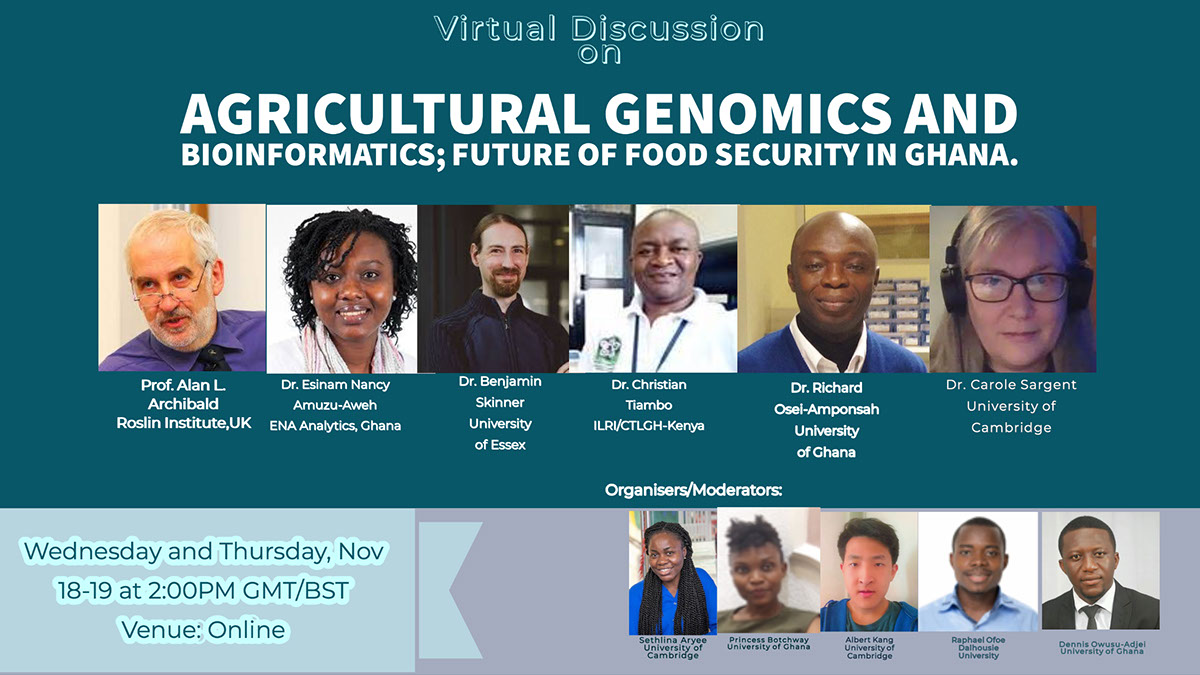 Virtual Discussion
on
AGRICULTURAL GENOMICS AND
BIOINFORMATICS; FUTURE OF FOOD SECURITY IN GHANA.
Prof. Alan L.
Archibald
Roslin Institute,UK
Dr. Esinam Nancy
Amuzu-Aweh
ENA Analytics, Ghana
Dr. Benjamin
Skinner
University
of Essex
Dr. Christian
Tiambo
ILRI/CTLGH-Kenya
Dr. Richard
Osei-Amponsah
University
of Ghana
Dr. Carole Sargent
University of
Cambridge
Organisers/Moderators:
Wednesday and Thursday, Nov
18-19 at 2:00PM GMT/BST
Venue: Online
Sethlina Aryee
University of
Cambridge
Princess Botchway
University of Ghana
Albert Kang
University of
Cambridge
Raphael Ofoe
Dalhousie
University
Dennis Owusu-Adjei
University of Ghana